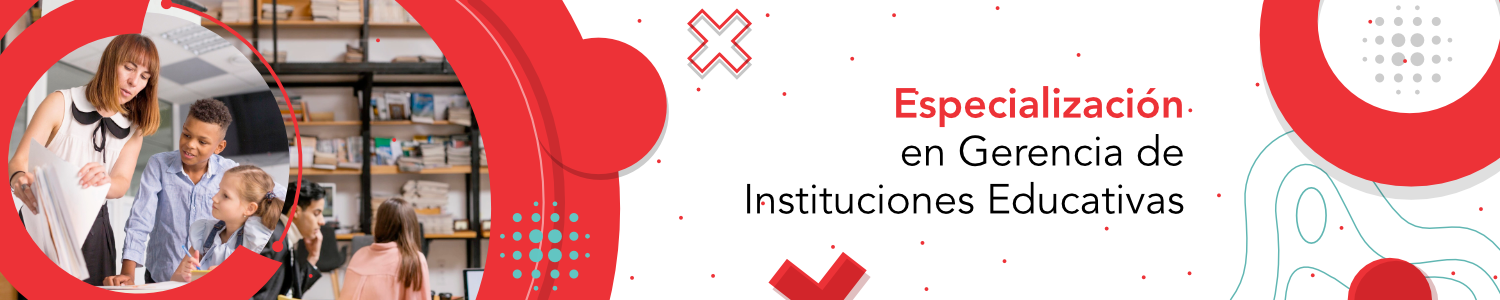 Especialización
en Gerencia de
Instituciones Educativas